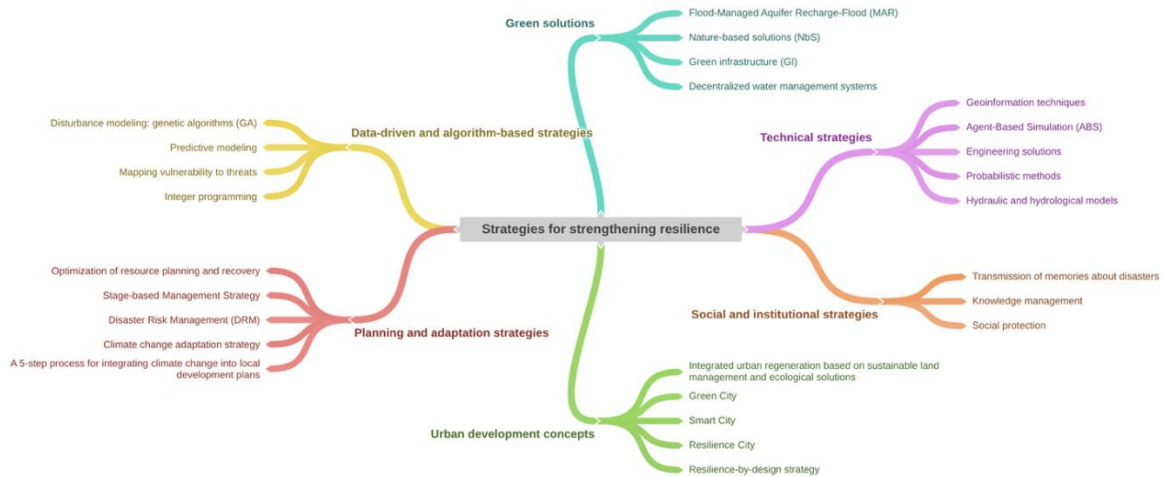 Strategies for strengthening resilience
Green solutions
Flood-Managed Aquifer Recharge-Flood (MAR)
Nature-based solutions (NbS)
Green infrastructure (GI)
Decentralized water management systems
Technical strategies
Geoinformation techniques
Agent-Based Simulation (ABS)
Engineering solutions
Probabilistic methods
Hydraulic and hydrological models
Social and institutional strategies
Transmission of memories about disasters
Knowledge management
Social protection
Urban development concepts
Integrated urban regeneration based on sustainable land
management and ecological solutions
Green City
Smart City
Resilience City
Resilience-by-design strategy
Planning and adaptation strategies
Optimization of resource planning and recovery
Stage-based Management Strategy
Disaster Risk Management (DRM)
Climate change adaptation strategy
A 5-step process for integrating climate change into local
development plans
Data-driven and algorithm-based strategies
Disturbance modeling: genetic algorithms (GA)
Predictive modeling
Mapping vulnerability to threats
Integer programming